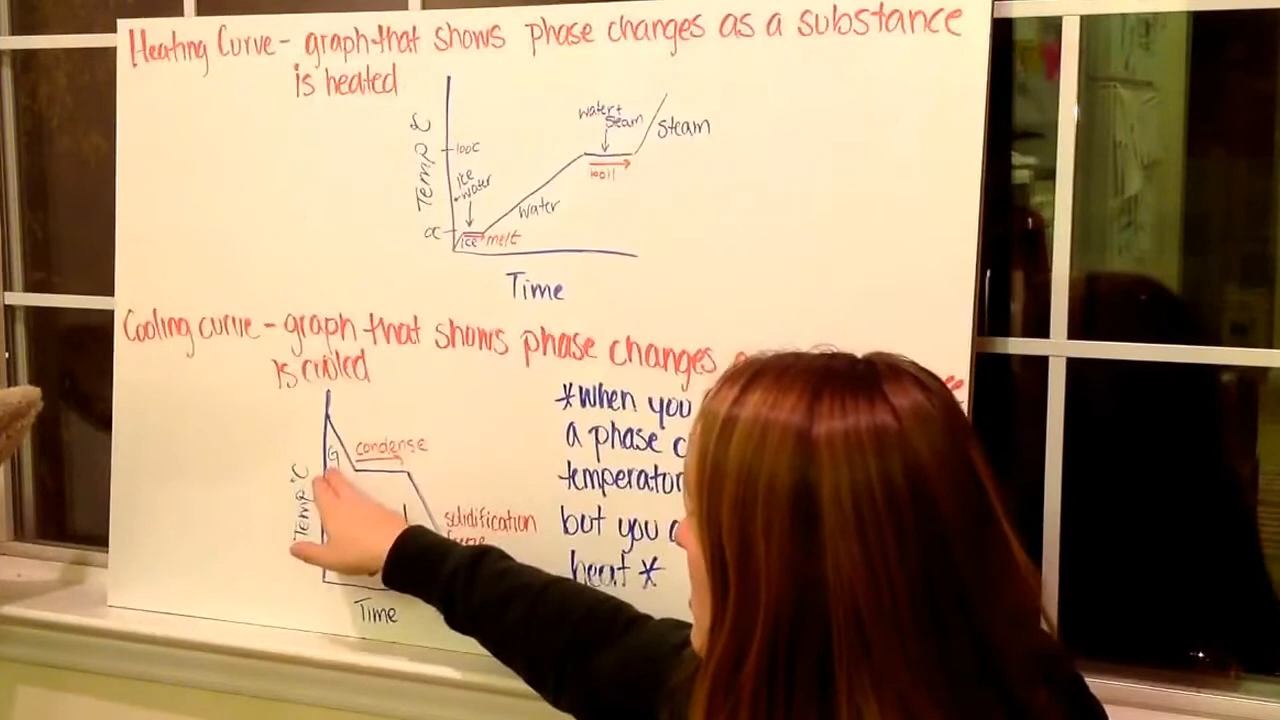 Heating Curve - graph that shows phase changes as a substance
is heated
Temp °C
100C
water +
steam
steam
boil
ice
water
water
0C
ice
melt
Time
Cooling curve - graph that shows phase changes
is cooled
Temp °C
G
condense
L
solidification
Time
*when you
a phase
temperatur
but you
heat*